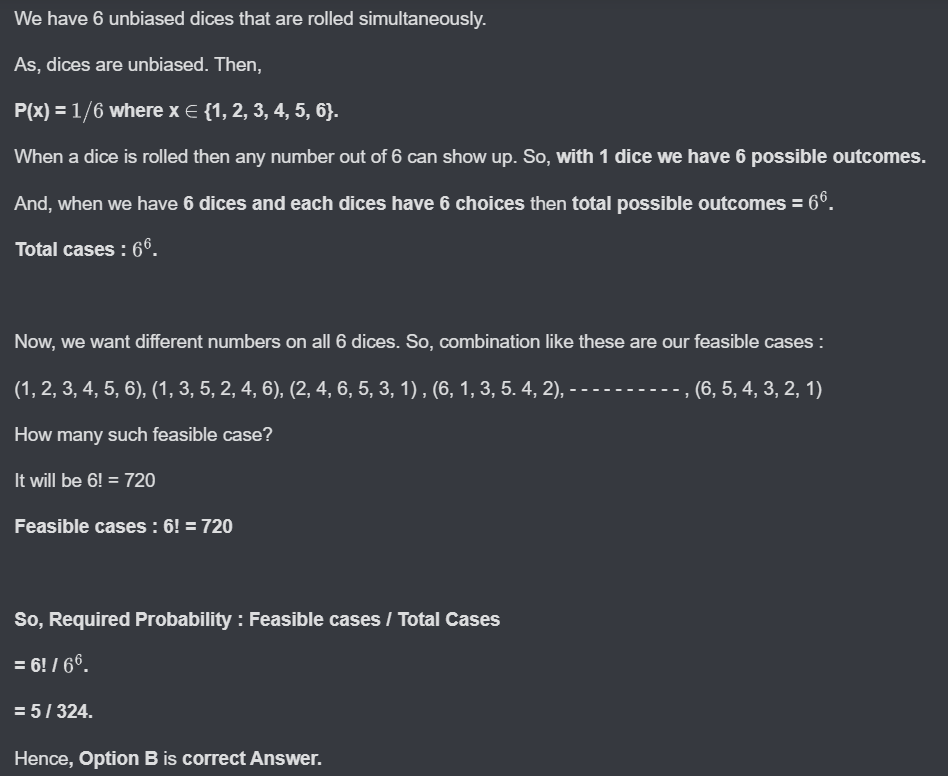 We have 6 unbiased dices that are rolled simultaneously.
As, dices are unbiased. Then,
P(x) = 1/6 where x ∈ {1, 2, 3, 4, 5, 6}.
When a dice is rolled then any number out of 6 can show up. So, with 1 dice we have 6 possible outcomes.
And, when we have 6 dices and each dices have 6 choices then total possible outcomes = 6⁶.
Total cases : 6⁶.
Now, we want different numbers on all 6 dices. So, combination like these are our feasible cases :
(1, 2, 3, 4, 5, 6), (1, 3, 5, 2, 4, 6), (2, 4, 6, 5, 3, 1) , (6, 1, 3, 5. 4, 2), - - - - - - - - - - , (6, 5, 4, 3, 2, 1)
How many such feasible case?
It will be 6! = 720
Feasible cases : 6! = 720
So, Required Probability : Feasible cases / Total Cases
= 6! / 6⁶.
= 5 / 324.
Hence, Option B is correct Answer.